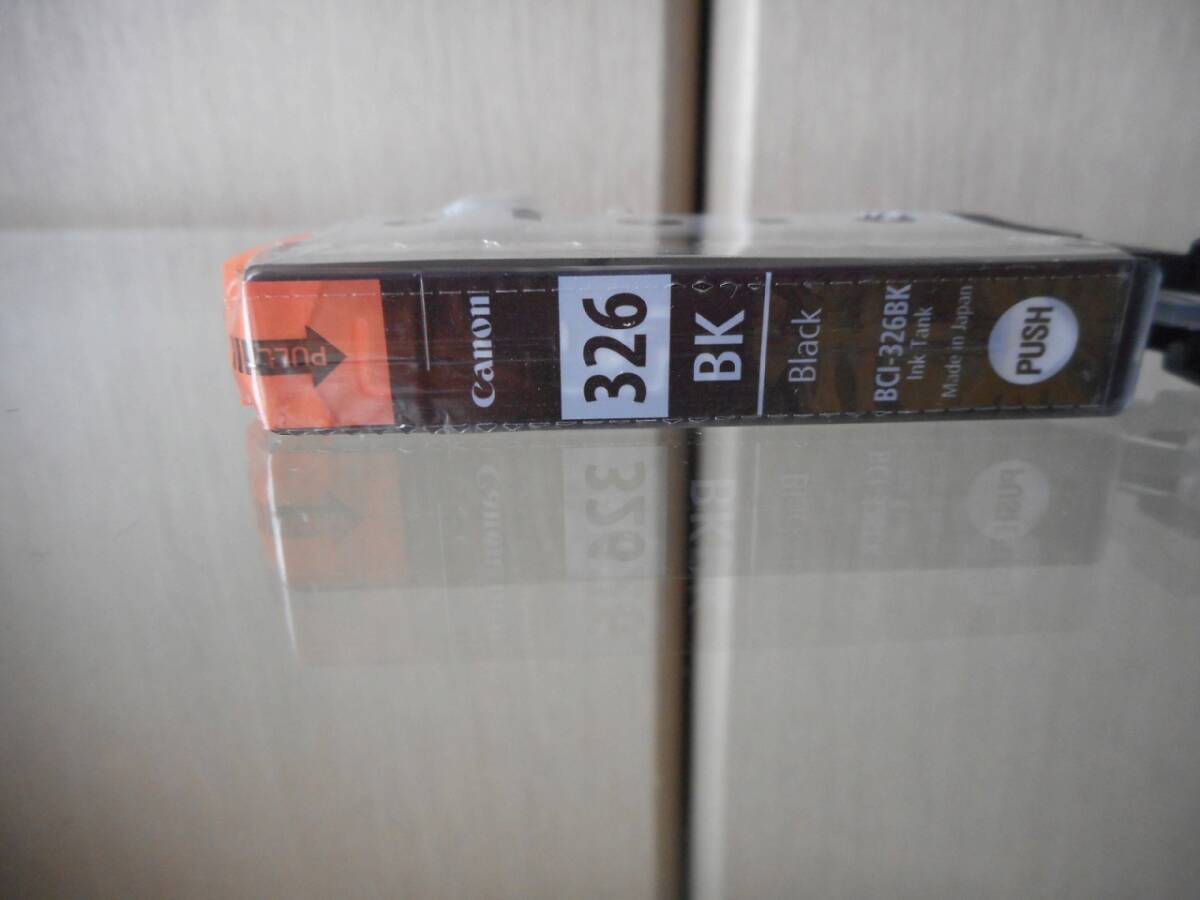 PULL
Canon
326
BK
Black
BCI-326BK
Ink Tank
Made in Japan
PUSH